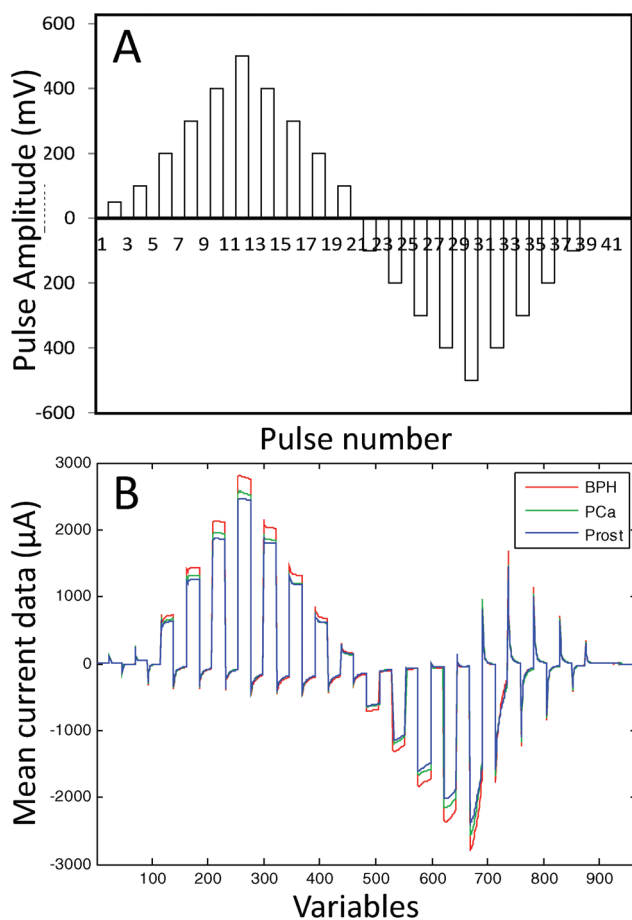 A
Pulse Amplitude (mV)
600
400
200
0
200
400
-600
1 3 5 7 9 11 13 15 17 19 21 23 25 27 29 31 33 35 37 39 41
Pulse number
B
Mean current data (µA)
3000
2000
1000
0
-1000
-2000
-3000
BPH
PCa
Prost
100 200 300 400 500 600 700 800 900
Variables